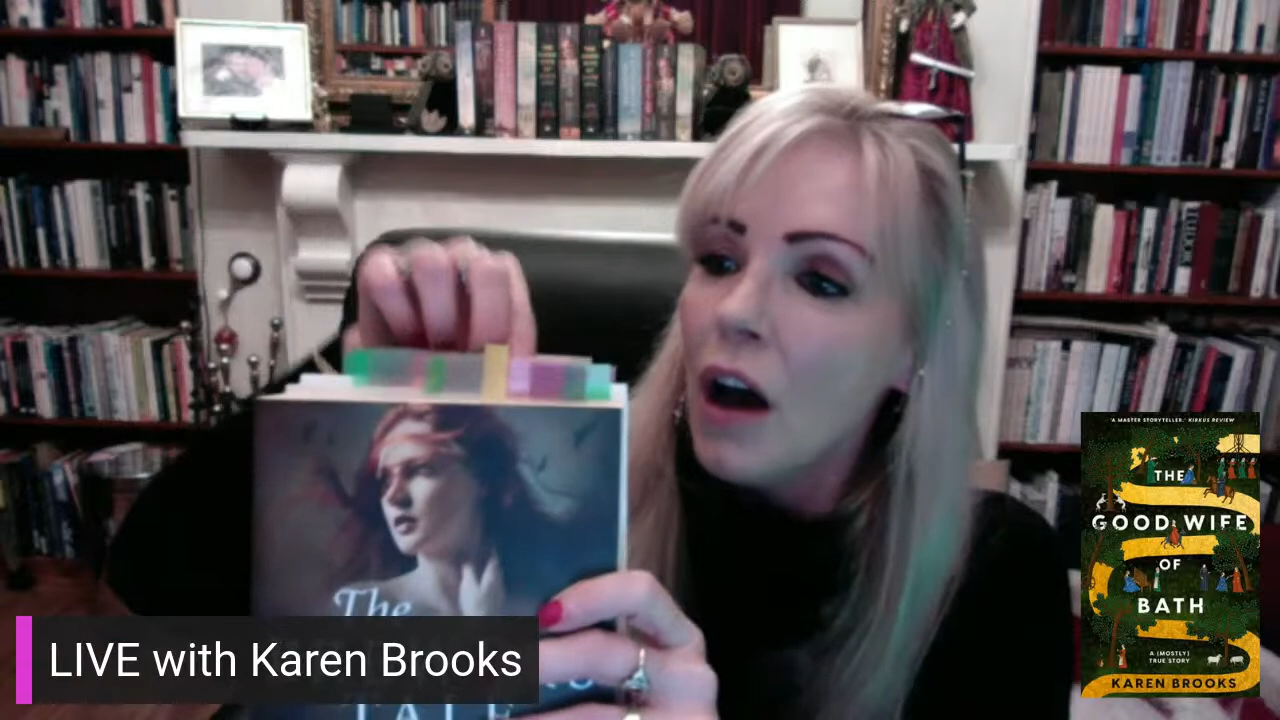 The
TALE
LIVE with Karen Brooks
'A MASTER STORYTELLER.' KIRKUS REVIEW
THE
GOOD WIFE
OF
BATH
A (MOSTLY)
TRUE STORY
KAREN BROOKS